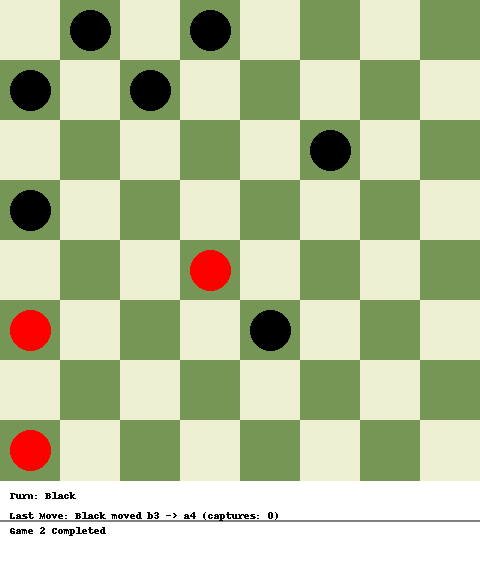 Turn: Black
Last Move: Black moved b3 -> a4 (captures: 0)
Game 2 Completed